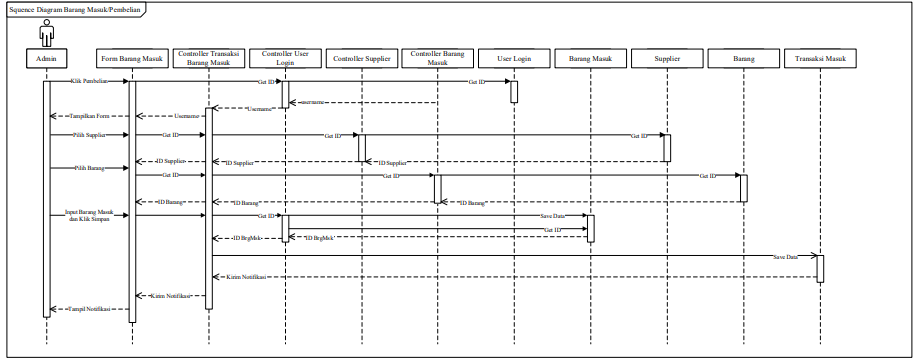 Squence Diagram Barang Masuk/Pembelian
Admin
Form Barang Masuk
Controller Transaksi
Barang Masuk
Controller User
Login
Controller Supplier
Controller Barang
Masuk
User Login
Barang Masuk
Supplier
Barang
Transaksi Masuk
Klik Pembelian
Get ID
Get ID
username
Username
Tampilkan Form
Username
Pilih Supplier
Get ID
Get ID
Get ID
ID Supplier
ID Supplier
ID Supplier
Pilih Barang
Get ID
Get ID
Get ID
ID Barang
ID Barang
ID Barang
Input Barang Masuk
dan Klik Simpan
Get ID
Save Data
Get ID
ID BrgMsk
ID BrgMsk
Save Data
Kirim Notifikasi
Kirim Notifikasi
Tampil Notifikasi